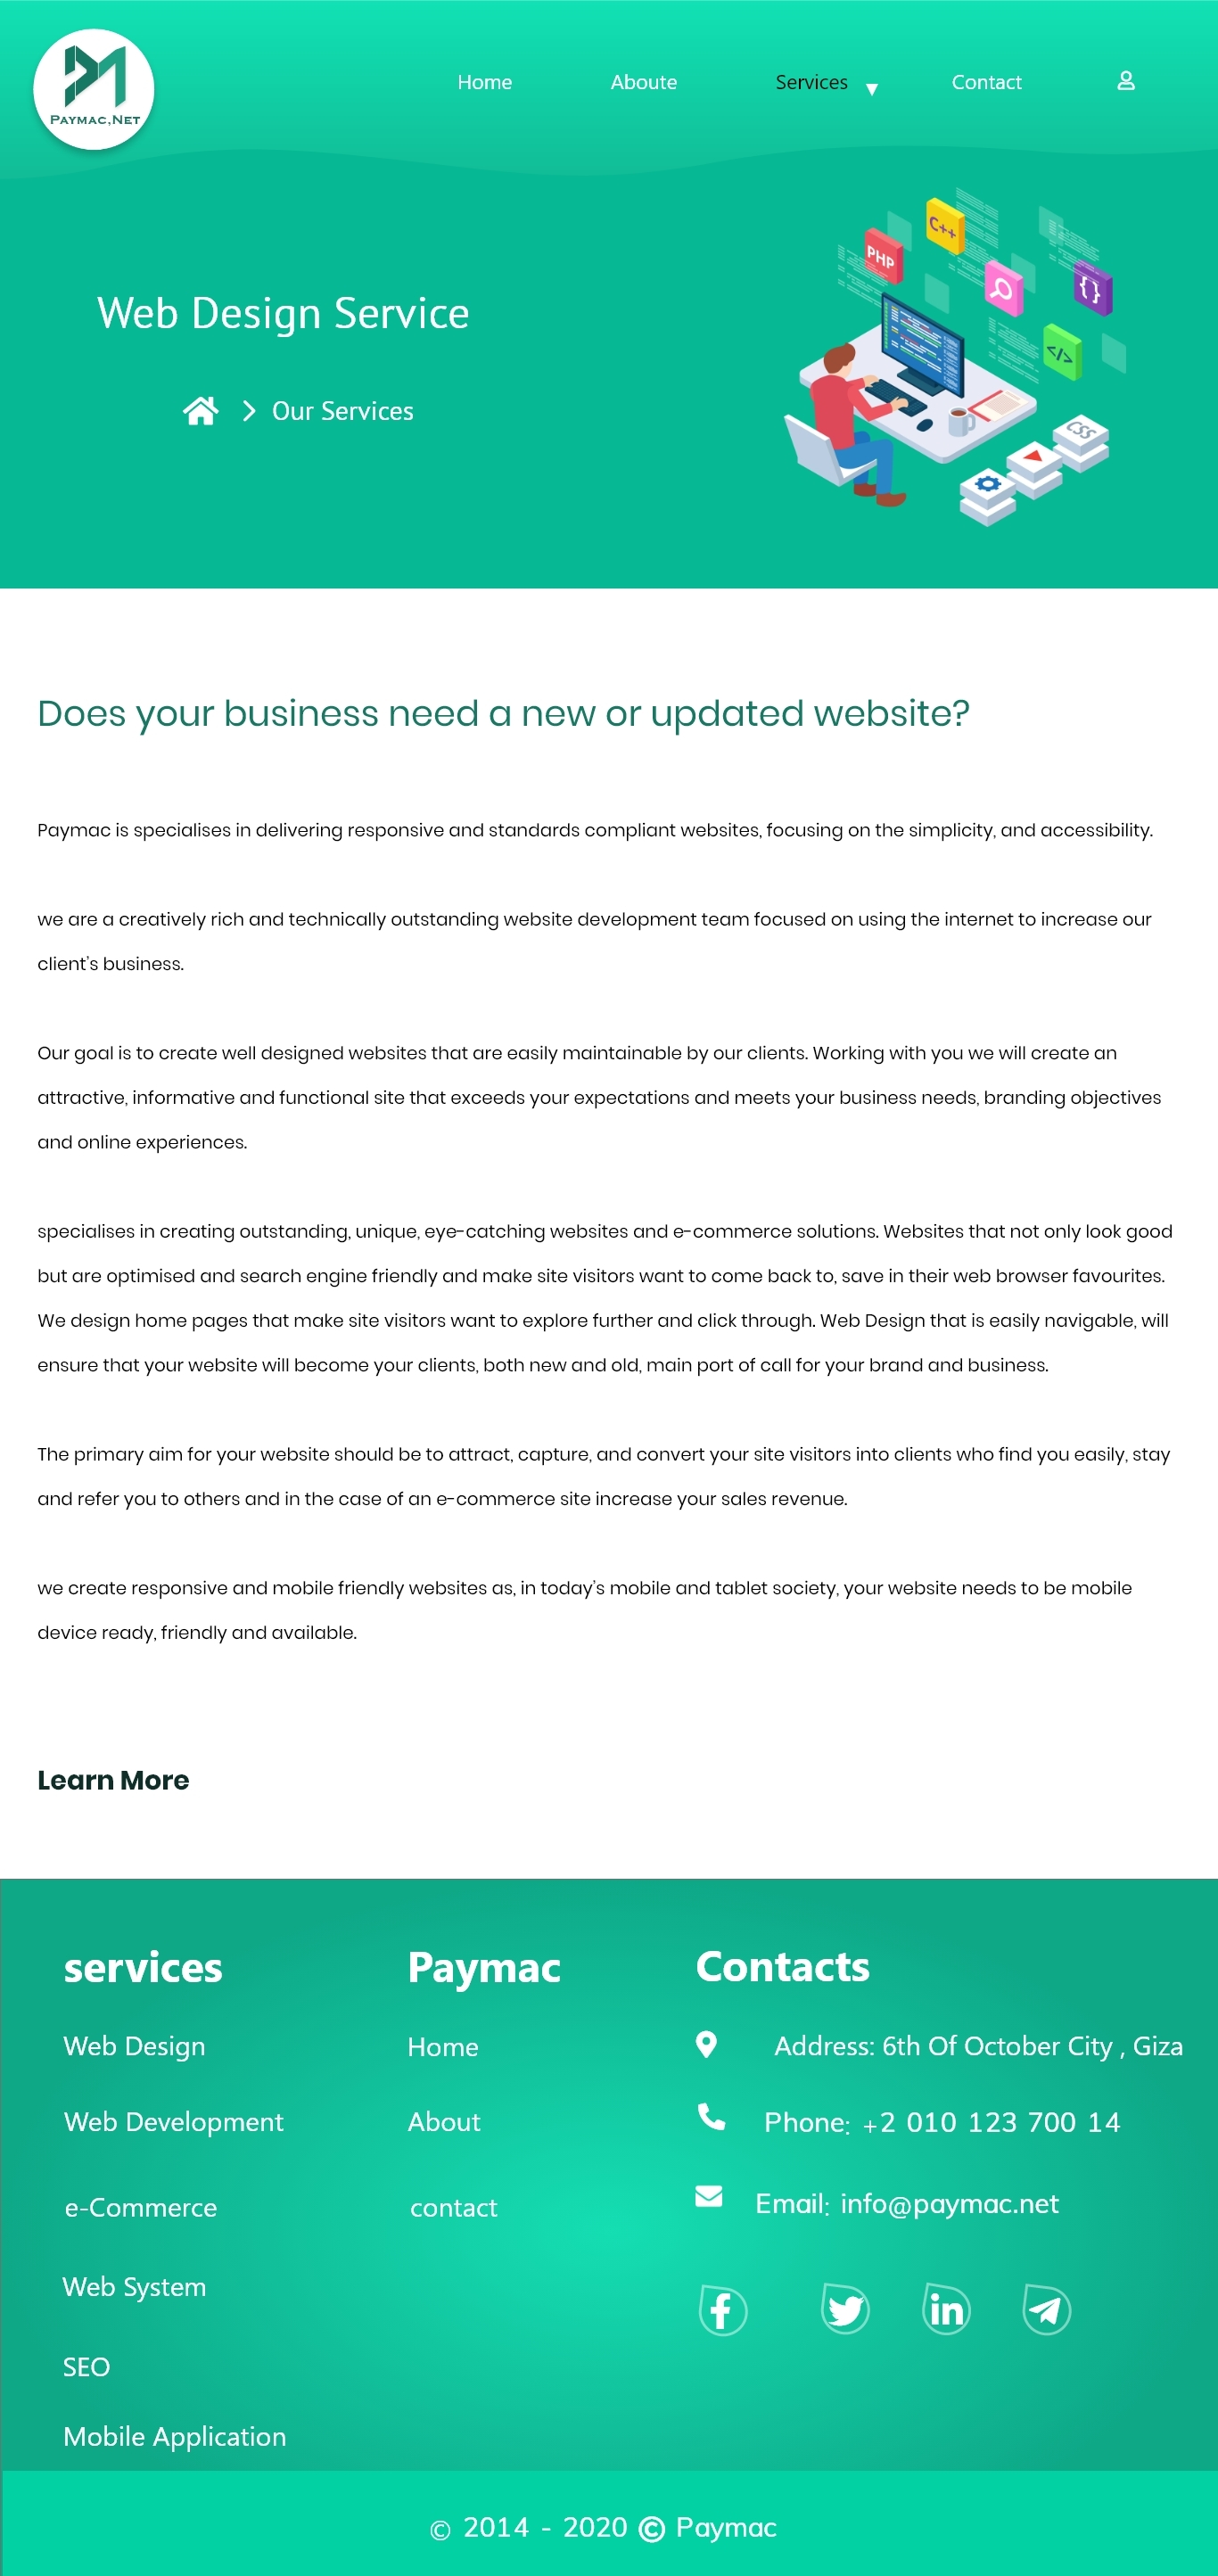 Paymac,Net
Home
Aboute
Services
Contact
C++
PHP
{}
</>
CSS
Web Design Service
Our Services
Does your business need a new or updated website?
Paymac is specialises in delivering responsive and standards compliant websites, focusing on the simplicity, and accessibility.
we are a creatively rich and technically outstanding website development team focused on using the internet to increase our
client's business.
Our goal is to create well designed websites that are easily maintainable by our clients. Working with you we will create an
attractive, informative and functional site that exceeds your expectations and meets your business needs, branding objectives
and online experiences.
specialises in creating outstanding, unique, eye-catching websites and e-commerce solutions. Websites that not only look good
but are optimised and search engine friendly and make site visitors want to come back to, save in their web browser favourites.
We design home pages that make site visitors want to explore further and click through. Web Design that is easily navigable, will
ensure that your website will become your clients, both new and old, main port of call for your brand and business.
The primary aim for your website should be to attract, capture, and convert your site visitors into clients who find you easily, stay
and refer you to others and in the case of an e-commerce site increase your sales revenue.
we create responsive and mobile friendly websites as, in today's mobile and tablet society, your website needs to be mobile
device ready, friendly and available.
Learn More
services
Web Design
Web Development
e-Commerce
Web System
SEO
Mobile Application
Paymac
Home
About
contact
Contacts
Address: 6th Of October City , Giza
Phone: +2 010 123 700 14
Email: info@paymac.net
© 2014 - 2020 © Paymac